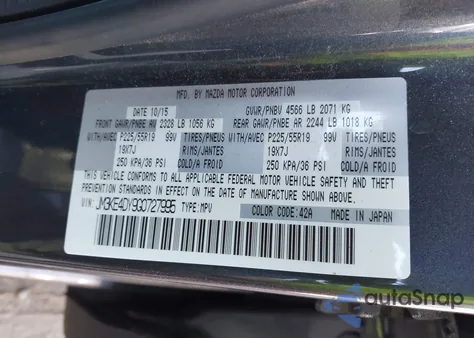 MFD. BY MAZDA MOTOR CORPORATION
DATE 10/15 GVWR/PNBV 4566 LB 2071 KG
FRONT GAWR/PNBE AV 2328 LB 1056 KG REAR GAWR/PNBE AR 2244 LB 1018 KG
WITH/AVEC P225/55R19 99V TIRES/PNEUS WITH/AVEC P225/55R19 99V TIRES/PNEUS
19X7J RIMS/JANTES 19X7J RIMS/JANTES
250 KPA/36 PSI COLD/A FROID 250 KPA/36 PSI COLD/A FROID
THIS VEHICLE CONFORMS TO ALL APPLICABLE FEDERAL MOTOR VEHICLE SAFETY AND THEFT
PREVENTION STANDARDS IN EFFECT ON THE DATE OF MANUFACTURE SHOWN ABOVE.
VIN: JM3KE4DY9G0727995 TYPE:MPV COLOR CODE:42A MADE IN JAPAN
autoSnap